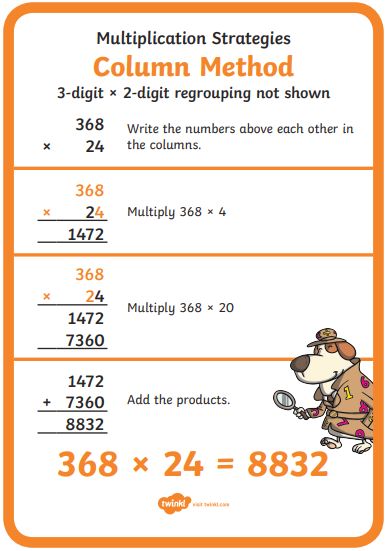 Multiplication Strategies
Column Method
3-digit × 2-digit regrouping not shown
368
× 24
Write the numbers above each other in
the columns.
368
× 24
1472
Multiply 368 × 4
368
× 24
1472
7360
Multiply 368 × 20
1472
+ 7360
8832
Add the products.
368 × 24 = 8832
twinkl visit twinkl.com